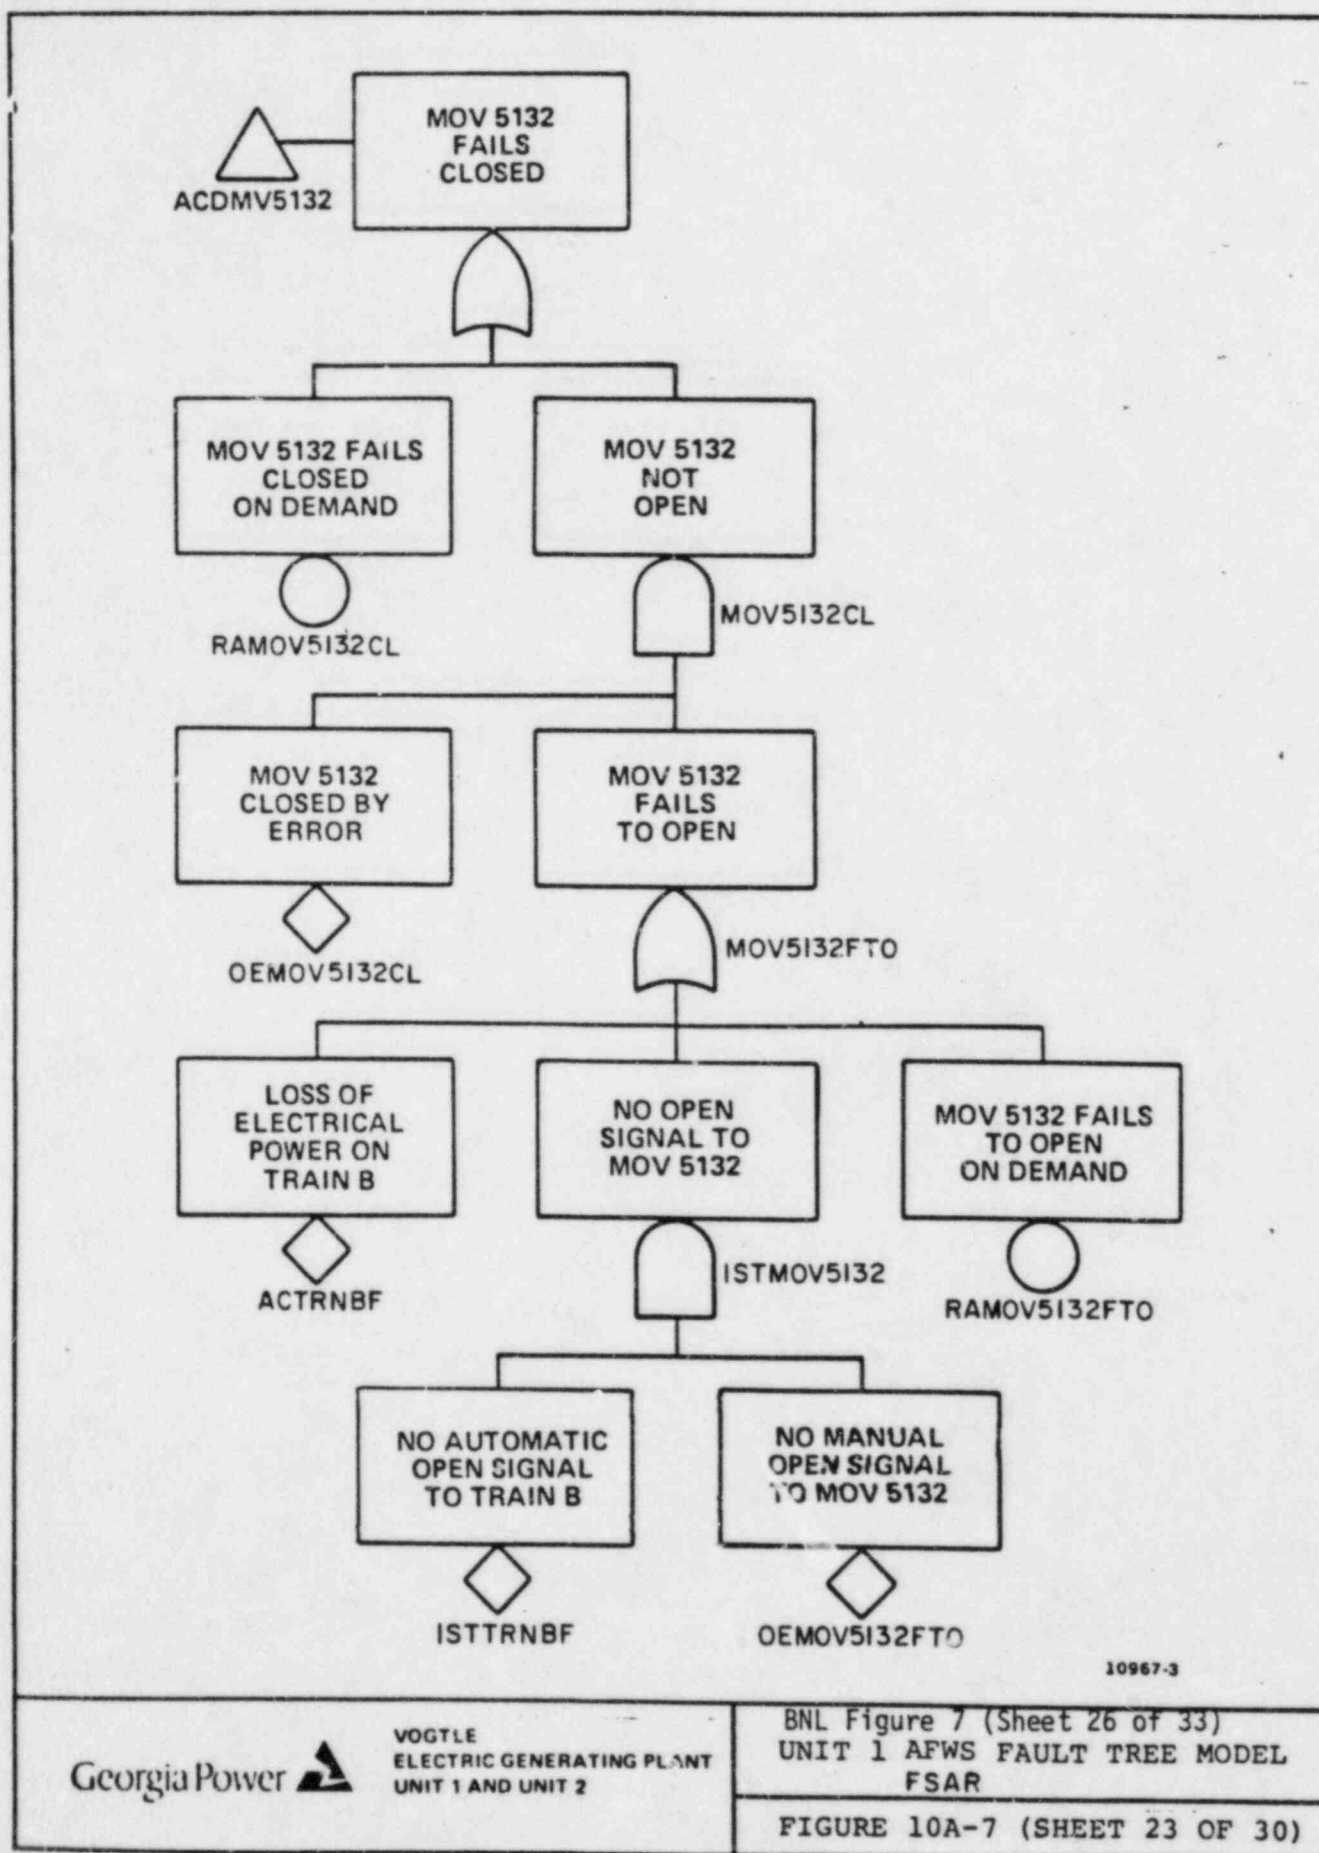 MOV 5132
FAILS
CLOSED
ACDMV5132
MOV 5132 FAILS
CLOSED
ON DEMAND
RAMOV5132CL
MOV 5132
NOT
OPEN
MOV5132CL
MOV 5132
CLOSED BY
ERROR
OEMOV5132CL
MOV 5132
FAILS
TO OPEN
MOV5132FTO
LOSS OF
ELECTRICAL
POWER ON
TRAIN B
ACTRNBF
NO OPEN
SIGNAL TO
MOV 5132
ISTMOV5132
MOV 5132 FAILS
TO OPEN
ON DEMAND
RAMOV5132FTO
NO AUTOMATIC
OPEN SIGNAL
TO TRAIN B
ISTTRNBF
NO MANUAL
OPEN SIGNAL
TO MOV 5132
OEMOV5132FTO
10967-3
Georgia Power
VOGTLE
ELECTRIC GENERATING PLANT
UNIT 1 AND UNIT 2
BNL Figure 7 (Sheet 26 of 33)
UNIT 1 AFWS FAULT TREE MODEL
FSAR
FIGURE 10A-7 (SHEET 23 OF 30)